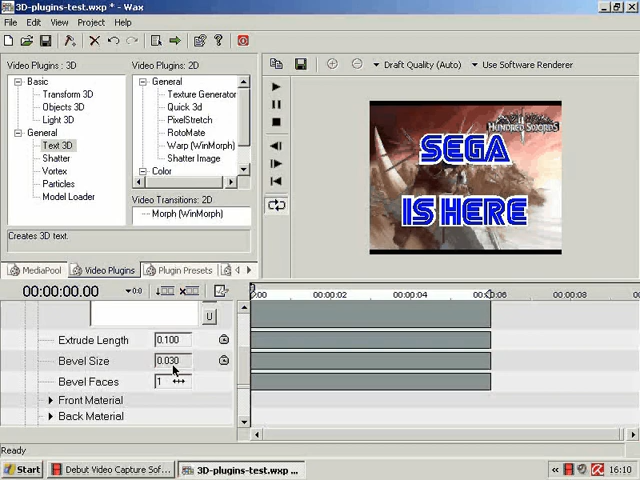 3D-plugins-test.wxp * - Wax
File Edit View Project Help
Video Plugins : 3D
Basic
Transform 3D
Objects 3D
Light 3D
General
Text 3D
Shatter
Vortex
Particles
Model Loader
Creates 3D text.
Video Plugins: 2D
General
Texture Generator
Quick 3d
PixelStretch
RotoMate
Warp (WinMorph)
Shatter Image
Color
Video Transitions: 2D
Morph (WinMorph)
MediaPool Video Plugins Plugin Presets
Draft Quality (Auto) Use Software Renderer
HUNDRED SWORDS
SEGA
IS HERE
00:00:00.00
:0.0
:00 00:00:02 00:00:04 00:00:06 00:00:08
U
Extrude Length 0.100
Bevel Size 0.030
Bevel Faces 1
Front Material
Back Material
Ready
Start Debut Video Capture Sof... 3D-plugins-test.wxp ... 16:10